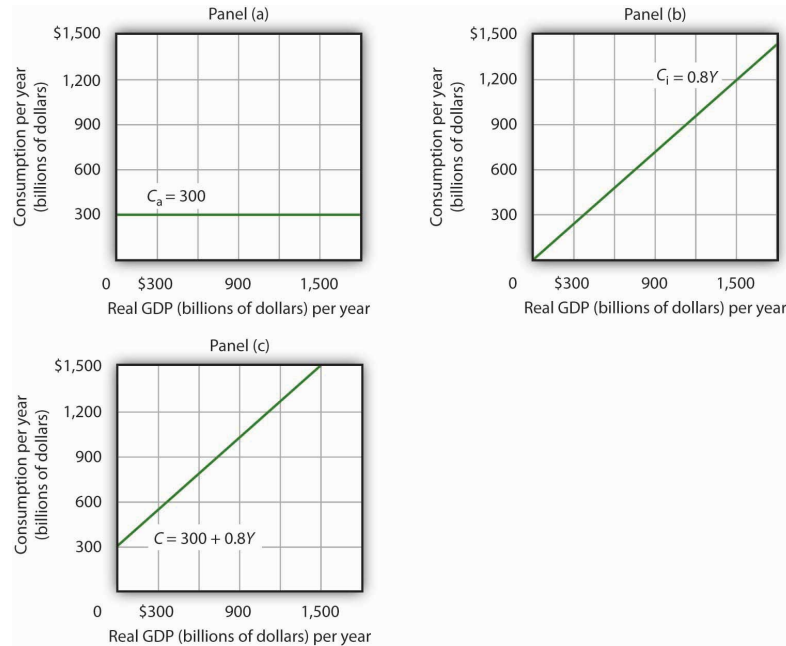 Panel (a)
Consumption per year
(billions of dollars)
$1,500
1,200
900
600
300
Cₐ = 300
0 $300 900 1,500
Real GDP (billions of dollars) per year
Panel (b)
Consumption per year
(billions of dollars)
$1,500
1,200
900
600
300
Cᵢ = 0.8Y
0 $300 900 1,500
Real GDP (billions of dollars) per year
Panel (c)
Consumption per year
(billions of dollars)
$1,500
1,200
900
600
300
C = 300 + 0.8Y
0 $300 900 1,500
Real GDP (billions of dollars) per year